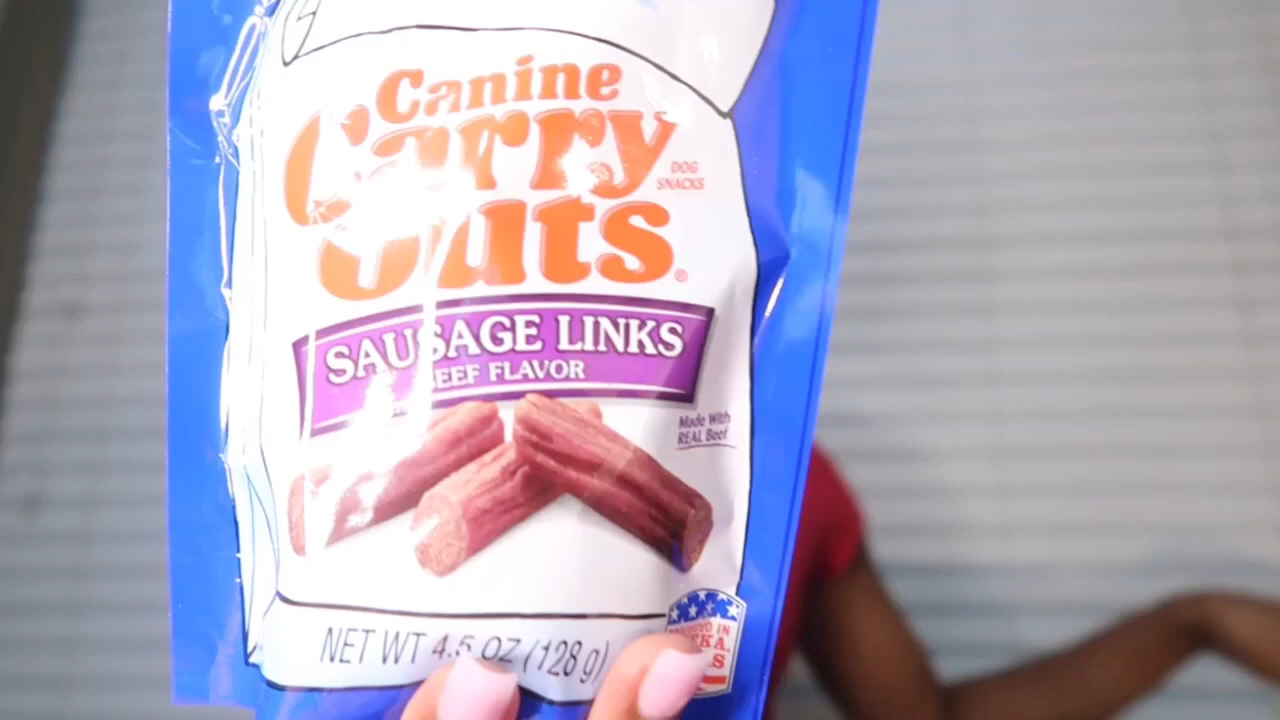 Canine
Carry
Outs®
DOG
SNACKS
SAUSAGE LINKS
BEEF FLAVOR
Made With
REAL Beef
NET WT 4.5 OZ (128 g)
IN